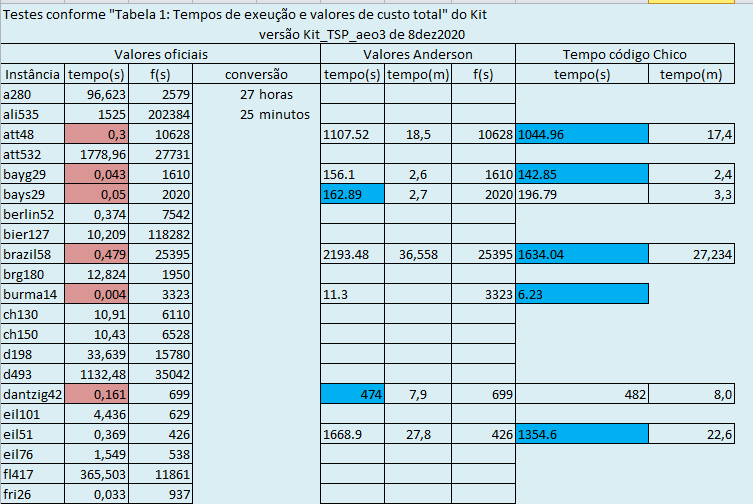 Testes conforme "Tabela 1: Tempos de exeução e valores de custo total" do Kit
versão Kit_TSP_aeo3 de 8dez2020
Valores oficiais Valores Anderson Tempo código Chico
Instância tempo(s) f(s) conversão tempo(s) tempo(m) f(s) tempo(s) tempo(m)
a280 96,623 2579 27 horas
ali535 1525 202384 25 minutos
att48 0,3 10628 1107.52 18,5 10628 1044.96 17,4
att532 1778,96 27731
bayg29 0,043 1610 156.1 2,6 1610 142.85 2,4
bays29 0,05 2020 162.89 2,7 2020 196.79 3,3
berlin52 0,374 7542
bier127 10,209 118282
brazil58 0,479 25395 2193.48 36,558 25395 1634.04 27,234
brg180 12,824 1950
burma14 0,004 3323 11.3 3323 6.23
ch130 10,91 6110
ch150 10,43 6528
d198 33,639 15780
d493 1132,48 35042
dantzig42 0,161 699 474 7,9 699 482 8,0
eil101 4,436 629
eil51 0,369 426 1668.9 27,8 426 1354.6 22,6
eil76 1,549 538
fl417 365,503 11861
fri26 0,033 937